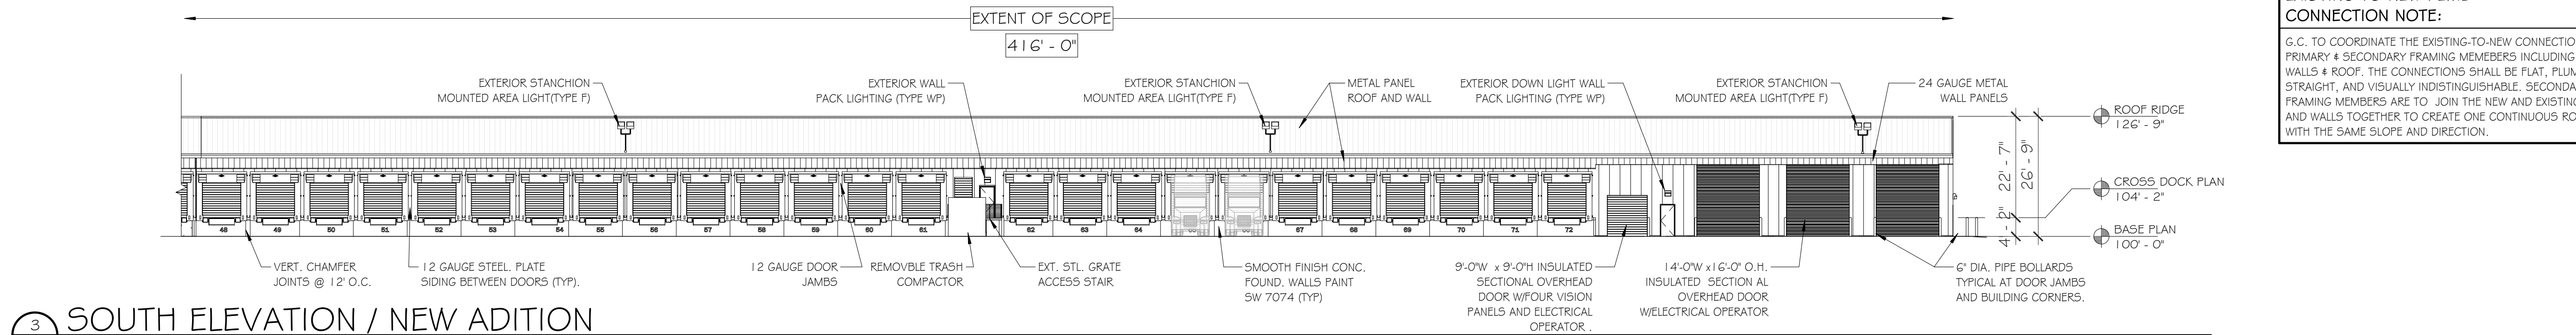 EXTENT OF SCOPE
416' - 0"
EXTERIOR STANCHION
MOUNTED AREA LIGHT(TYPE F)
EXTERIOR WALL
PACK LIGHTING (TYPE WP)
EXTERIOR STANCHION
MOUNTED AREA LIGHT(TYPE F)
METAL PANEL
ROOF AND WALL
EXTERIOR DOWN LIGHT WALL
PACK LIGHTING (TYPE WP)
EXTERIOR STANCHION
MOUNTED AREA LIGHT(TYPE F)
24 GAUGE METAL
WALL PANELS
22' - 7"
26' - 9"
4' - 2"
ROOF RIDGE
126' - 9"
CROSS DOCK PLAN
104' - 2"
BASE PLAN
100' - 0"
48 49 50 51 52 53 54 55 56 57 58 59 60 61 62 63 64 67 68 69 70 71 72
VERT. CHAMFER
JOINTS @ 12' O.C.
12 GAUGE STEEL. PLATE
SIDING BETWEEN DOORS (TYP).
12 GAUGE DOOR
JAMBS
REMOVBLE TRASH
COMPACTOR
EXT. STL. GRATE
ACCESS STAIR
SMOOTH FINISH CONC.
FOUND. WALLS PAINT
SW 7074 (TYP)
9'-0"W x 9'-0"H INSULATED
SECTIONAL OVERHEAD
DOOR W/FOUR VISION
PANELS AND ELECTRICAL
OPERATOR .
14'-0"W x16'-0" O.H.
INSULATED SECTION AL
OVERHEAD DOOR
W/ELECTRICAL OPERATOR
6" DIA. PIPE BOLLARDS
TYPICAL AT DOOR JAMBS
AND BUILDING CORNERS.
3
SOUTH ELEVATION / NEW ADITION
CONNECTION NOTE:
G.C. TO COORDINATE THE EXISTING-TO-NEW CONNECTIO
PRIMARY & SECONDARY FRAMING MEMEBERS INCLUDING
WALLS & ROOF. THE CONNECTIONS SHALL BE FLAT, PLUM
STRAIGHT, AND VISUALLY INDISTINGUISHABLE. SECONDA
FRAMING MEMBERS ARE TO JOIN THE NEW AND EXISTING
AND WALLS TOGETHER TO CREATE ONE CONTINUOUS RO
WITH THE SAME SLOPE AND DIRECTION.